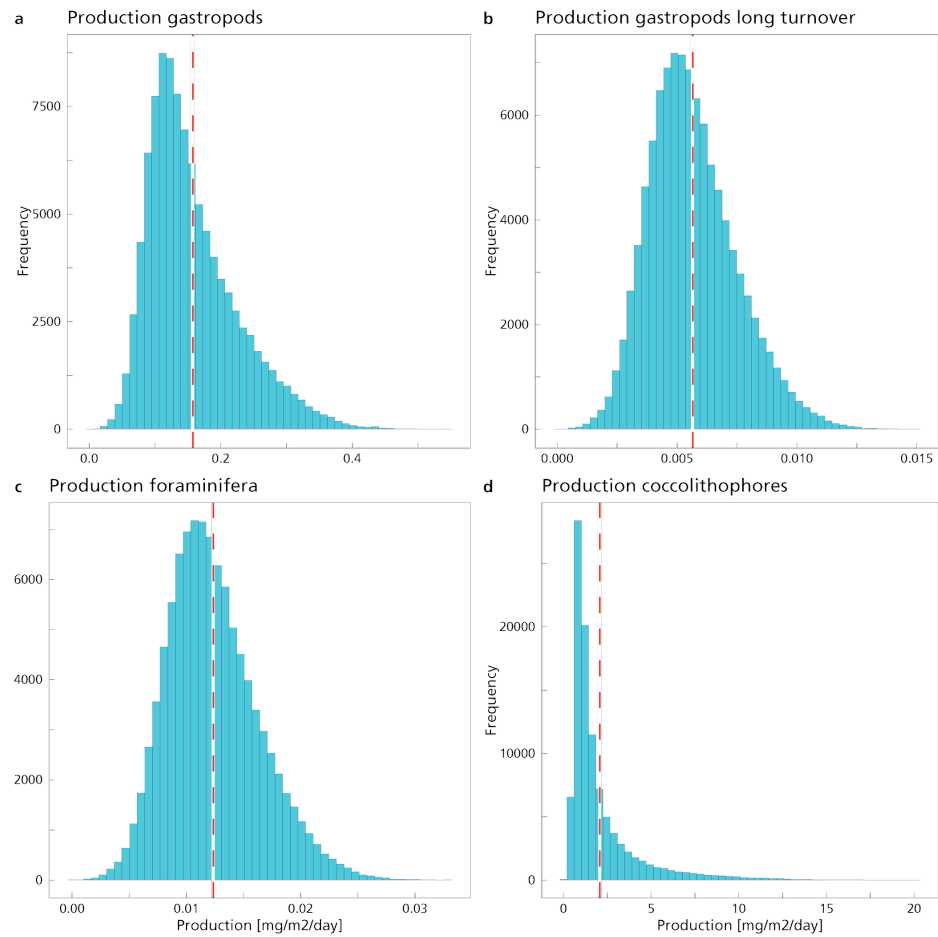 a Production gastropods
b Production gastropods long turnover
Frequency
7500
5000
2500
0
0.0 0.2 0.4
Frequency
6000
4000
2000
0
0.000 0.005 0.010 0.015
c Production foraminifera
d Production coccolithophores
6000
4000
2000
0
0.00 0.01 0.02 0.03
Production [mg/m2/day]
Frequency
20000
10000
0
0 5 10 15 20
Production [mg/m2/day]